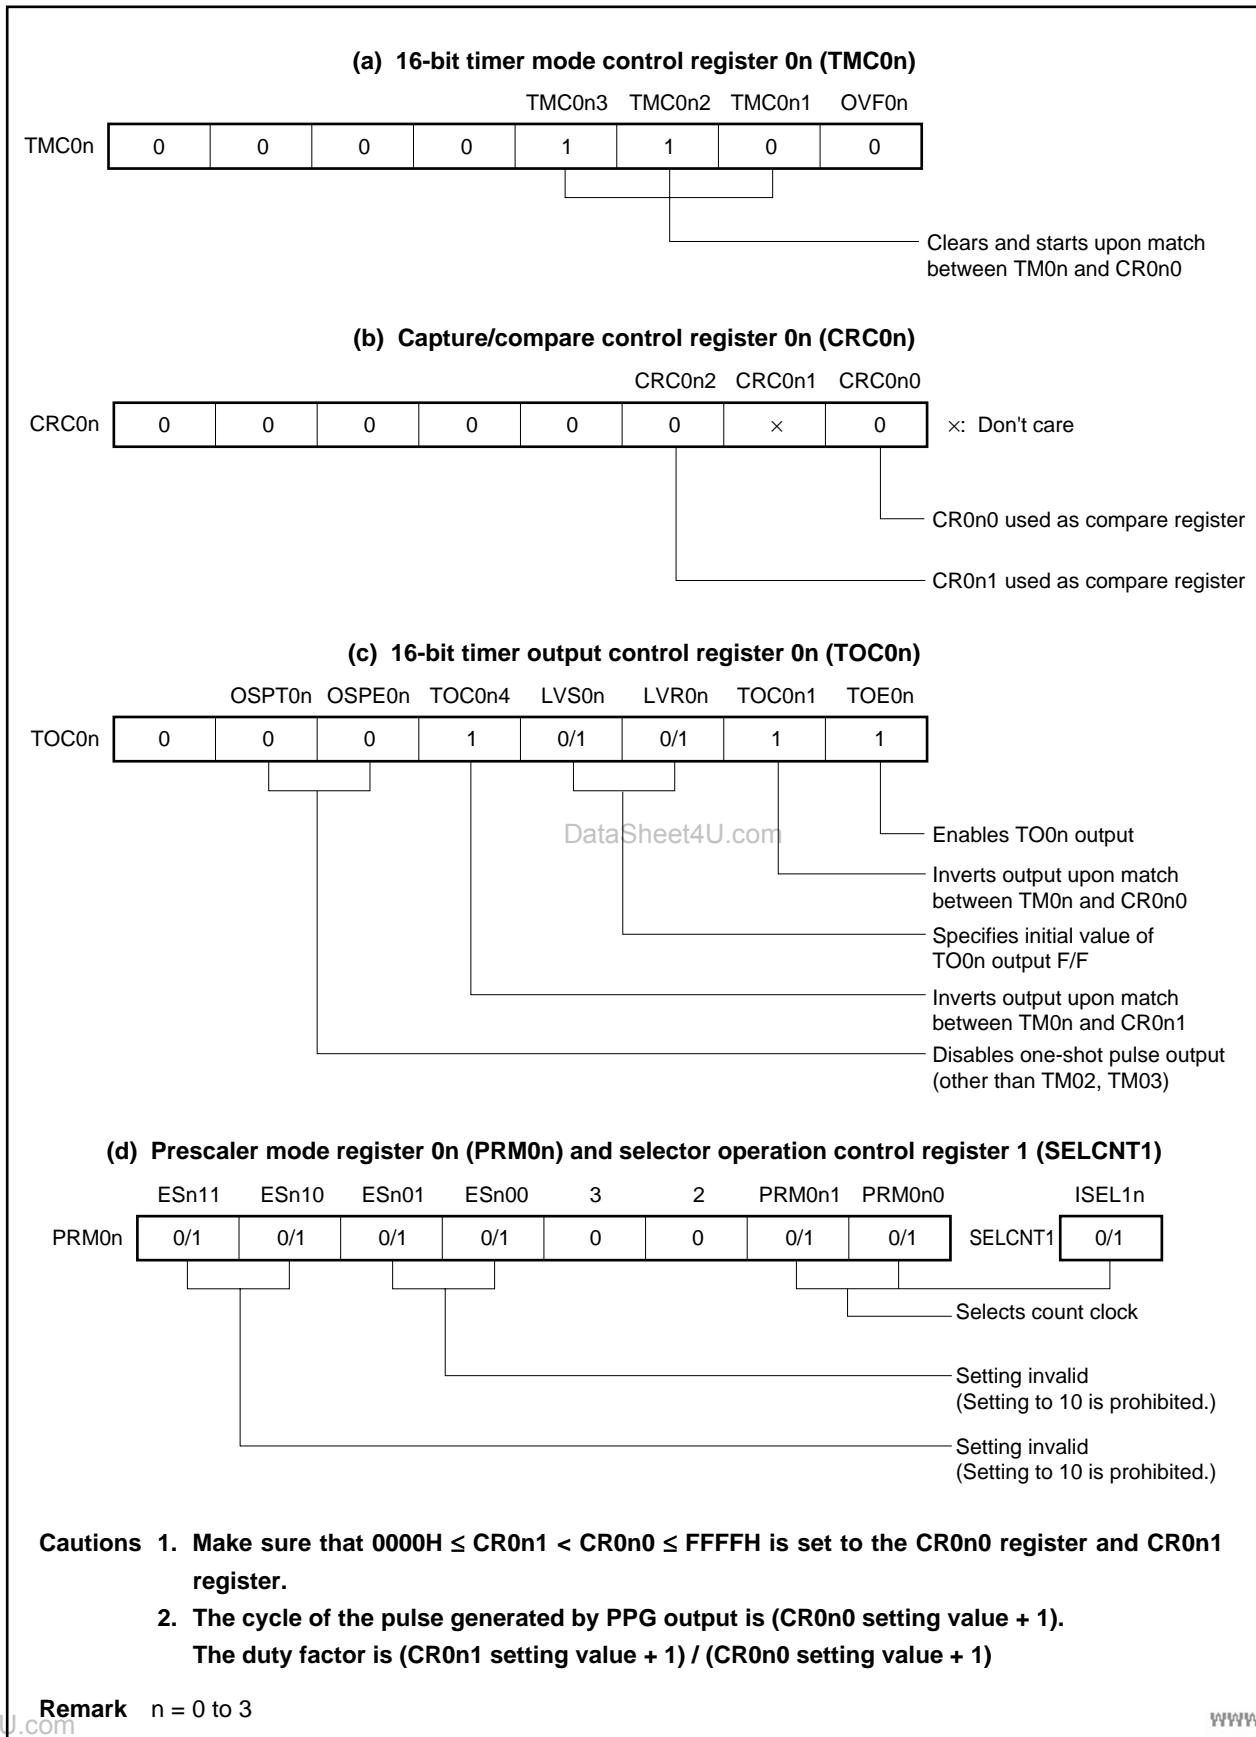 (a) 16-bit timer mode control register 0n (TMC0n)
TMC0n3 TMC0n2 TMC0n1 OVF0n
TMC0n 0 0 0 0 1 1 0 0
Clears and starts upon match
between TM0n and CR0n0
(b) Capture/compare control register 0n (CRC0n)
CRC0n2 CRC0n1 CRC0n0
CRC0n 0 0 0 0 0 0 × 0 ×: Don't care
CR0n0 used as compare register
CR0n1 used as compare register
(c) 16-bit timer output control register 0n (TOC0n)
OSPT0n OSPE0n TOC0n4 LVS0n LVR0n TOC0n1 TOE0n
TOC0n 0 0 0 1 0/1 0/1 1 1
DataSheet4U.com
Enables TO0n output
Inverts output upon match
between TM0n and CR0n0
Specifies initial value of
TO0n output F/F
Inverts output upon match
between TM0n and CR0n1
Disables one-shot pulse output
(other than TM02, TM03)
(d) Prescaler mode register 0n (PRM0n) and selector operation control register 1 (SELCNT1)
ESn11 ESn10 ESn01 ESn00 3 2 PRM0n1 PRM0n0 ISEL1n
PRM0n 0/1 0/1 0/1 0/1 0 0 0/1 0/1 SELCNT1 0/1
Selects count clock
Setting invalid
(Setting to 10 is prohibited.)
Setting invalid
(Setting to 10 is prohibited.)
Cautions 1. Make sure that 0000H ≤ CR0n1 < CR0n0 ≤ FFFFH is set to the CR0n0 register and CR0n1
register.
2. The cycle of the pulse generated by PPG output is (CR0n0 setting value + 1).
The duty factor is (CR0n1 setting value + 1) / (CR0n0 setting value + 1)
Remark n = 0 to 3
U.com www